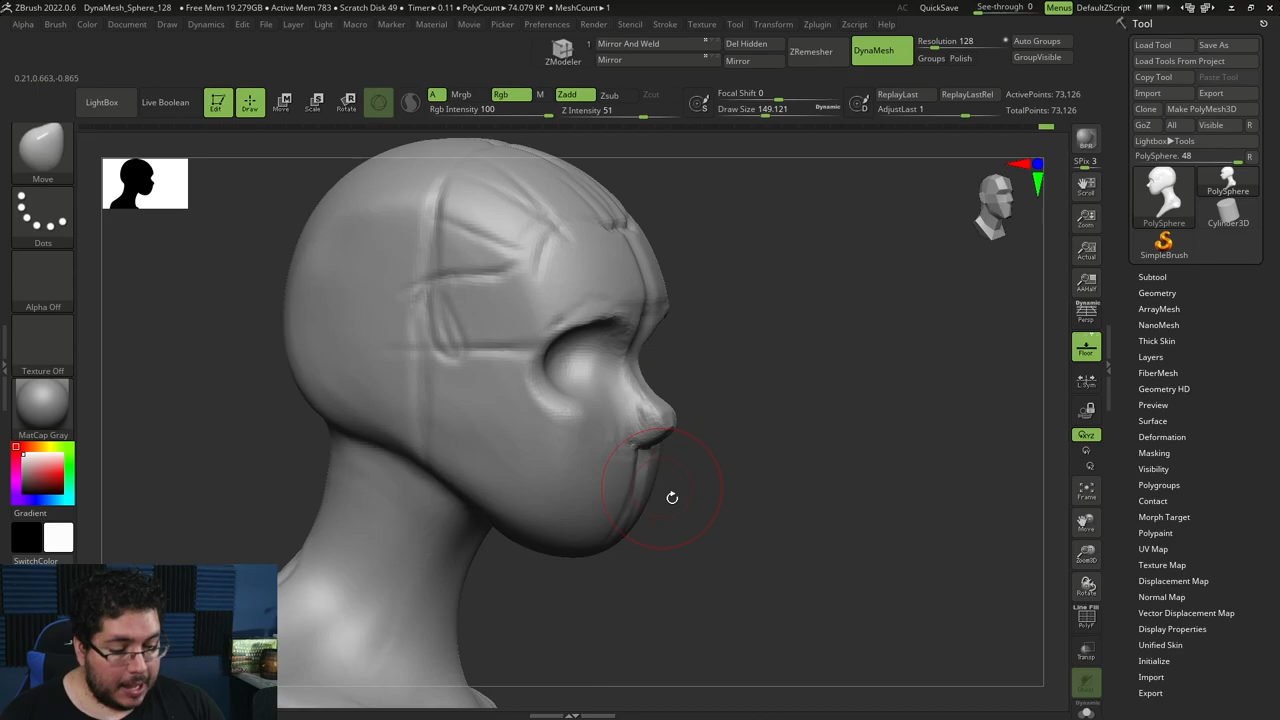 ZBrush 2022.0.6 DynaMesh_Sphere_128 • Free Mem 19.279GB • Active Mem 783 • Scratch Disk 49 • Timer▶0.11 • PolyCount▶74.079 KP • MeshCount▶1
AC QuickSave See-through 0 Menus DefaultZScript
Alpha Brush Color Document Draw Dynamics Edit File Layer Light Macro Marker Material Movie Picker Preferences Render Stencil Stroke Texture Tool Transform Zplugin Zscript Help
0.21,0.663,-0.865
ZModeler
1
Mirror And Weld
Mirror
Del Hidden
Mirror
ZRemesher
DynaMesh
Resolution 128
Groups Polish
Auto Groups
GroupVisible
LightBox
Live Boolean
Edit
Draw
Move
Scale
Rotate
A Mrgb Rgb M
Rgb Intensity 100
Zadd Zsub Zcut
Z Intensity 51
S
Focal Shift 0
Draw Size 149.121 Dynamic
D
ReplayLast ReplayLastRel
AdjustLast 1
ActivePoints: 73,126
TotalPoints: 73,126
Move
Dots
Alpha Off
Texture Off
MatCap Gray
Gradient
SwitchColor
BPR
SPix 3
Scroll
Zoom
Actual
AAHalf
Dynamic
Persp
Floor
L.Sym
XYZ
Frame
Move
Zoom3D
Rotate
Line Fill
PolyF
Transp
Dynamic
Tool
Load Tool Save As
Load Tools From Project
Copy Tool Paste Tool
Import Export
Clone Make PolyMesh3D
GoZ All Visible R
Lightbox▶Tools
PolySphere. 48 R
PolySphere
PolySphere
Cylinder3D
SimpleBrush
Subtool
Geometry
ArrayMesh
NanoMesh
Thick Skin
Layers
FiberMesh
Geometry HD
Preview
Surface
Deformation
Masking
Visibility
Polygroups
Contact
Morph Target
Polypaint
UV Map
Texture Map
Displacement Map
Normal Map
Vector Displacement Map
Display Properties
Unified Skin
Initialize
Import
Export